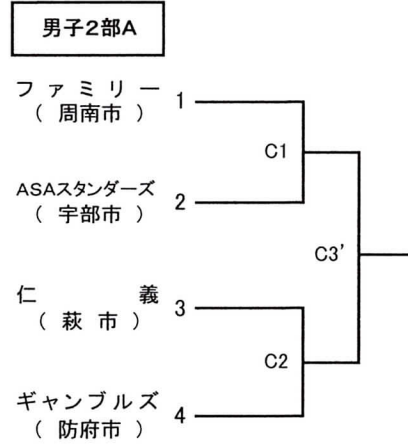 男子2部A
ファミリー 1
( 周南市 )
C1
ASAスタンダーズ 2
( 宇部市 )
C3'
仁義 3
( 萩市 )
C2
ギャンブルズ 4
( 防府市 )